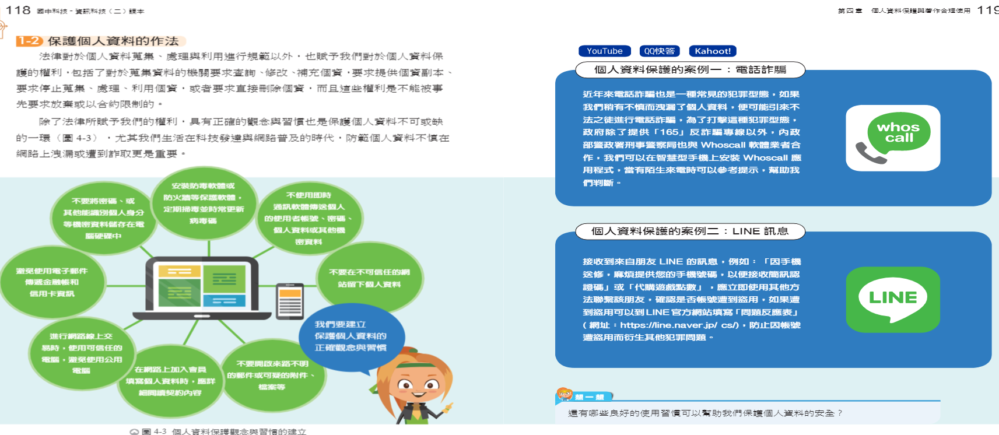 118 國中科技－資訊科技（二）課本
第四章 個人資料保護與著作合理使用 119
1-2 保護個人資料的作法
法律對於個人資料蒐集、處理與利用進行規範以外，也賦予我們對於個人資料保
護的權利，包括了對於蒐集資料的機關要求查詢、修改、補充個資，要求提供個資副本、
要求停止蒐集、處理、利用個資，或者要求直接刪除個資，而且這些權利是不能被事
先要求放棄或以合約限制的。
除了法律所賦予我們的權利，具有正確的觀念與習慣也是保護個人資料不可或缺
的一環（圖 4-3），尤其我們生活在科技發達與網路普及的時代，防範個人資料不慎在
網路上洩漏或遭到詐取更是重要。
安裝防毒軟體或
防火牆等保護軟體，
定期掃毒並時常更新
病毒碼
不要將密碼、或
其他能識別個人身分
等機密資料儲存在電
腦硬碟中
不使用即時
通訊軟體傳送個人
的使用者帳號、密碼、
個人資料或其他機
密資料
避免使用電子郵件
傳遞金融帳和
信用卡資訊
不要在不可信任的網
站留下個人資料
進行網路線上交
易時，使用可信任的
電腦，避免使用公用
電腦
在網路上加入會員
填寫個人資料時，應詳
細閱讀契約內容
不要開啟來路不明
的郵件或可疑的附件、
檔案等
我們要建立
保護個人資料的
正確觀念與習慣
圖 4-3 個人資料保護觀念與習慣的建立
YouTube QQ快答 Kahoot!
個人資料保護的案例一：電話詐騙
近年來電話詐騙也是一種常見的犯罪型態，如果
我們稍有不慎而洩漏了個人資料，便可能引來不
法之徒進行電話詐騙，為了打擊這種犯罪型態，
政府除了提供「165」反詐騙專線以外，內政
部警政署刑事警察局也與 Whoscall 軟體業者合
作，我們可以在智慧型手機上安裝 Whoscall 應
用程式，當有陌生來電時可以參考提示，幫助我
們判斷。
whos
call
個人資料保護的案例二：LINE 訊息
接收到來自朋友 LINE 的訊息，例如：「因手機
送修，麻煩提供您的手機號碼，以便接收簡訊認
證碼」或「代購遊戲點數」，應立即使用其他方
法聯繫該朋友，確認是否帳號遭到盜用，如果遭
到盜用可以到 LINE 官方網站填寫「問題反應表」
( 網址：https://line.naver.jp/ cs/)，防止因帳號
遭盜用而衍生其他犯罪問題。
LINE
想一想
還有哪些良好的使用習慣可以幫助我們保護個人資料的安全？